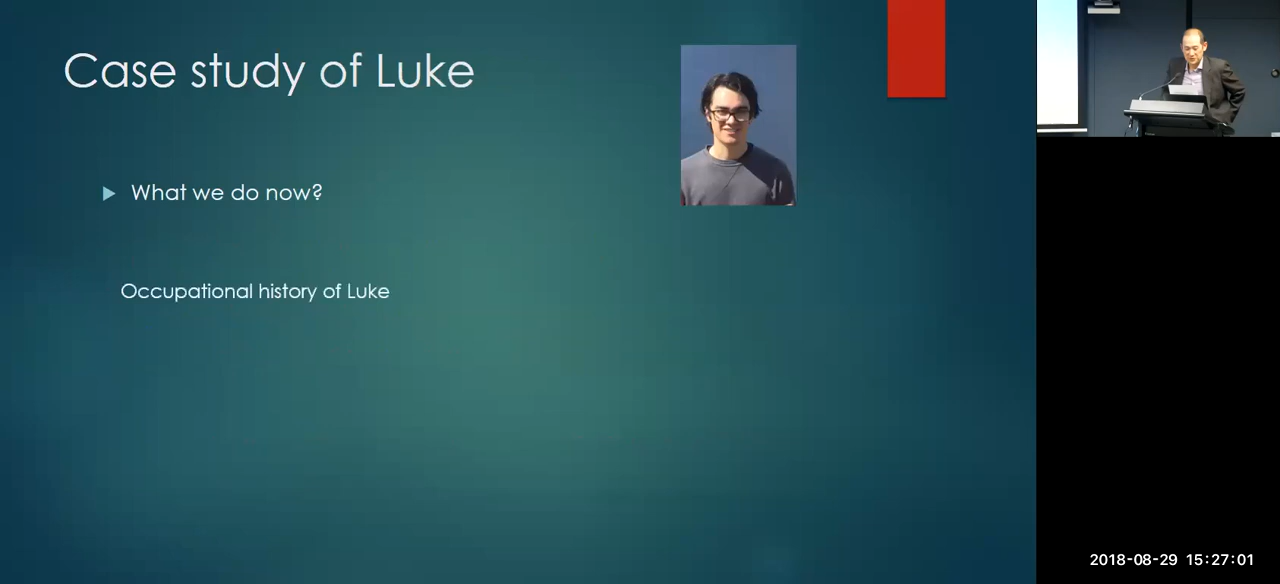 Case study of Luke
What we do now?
Occupational history of Luke
2018-08-29 15:27:01